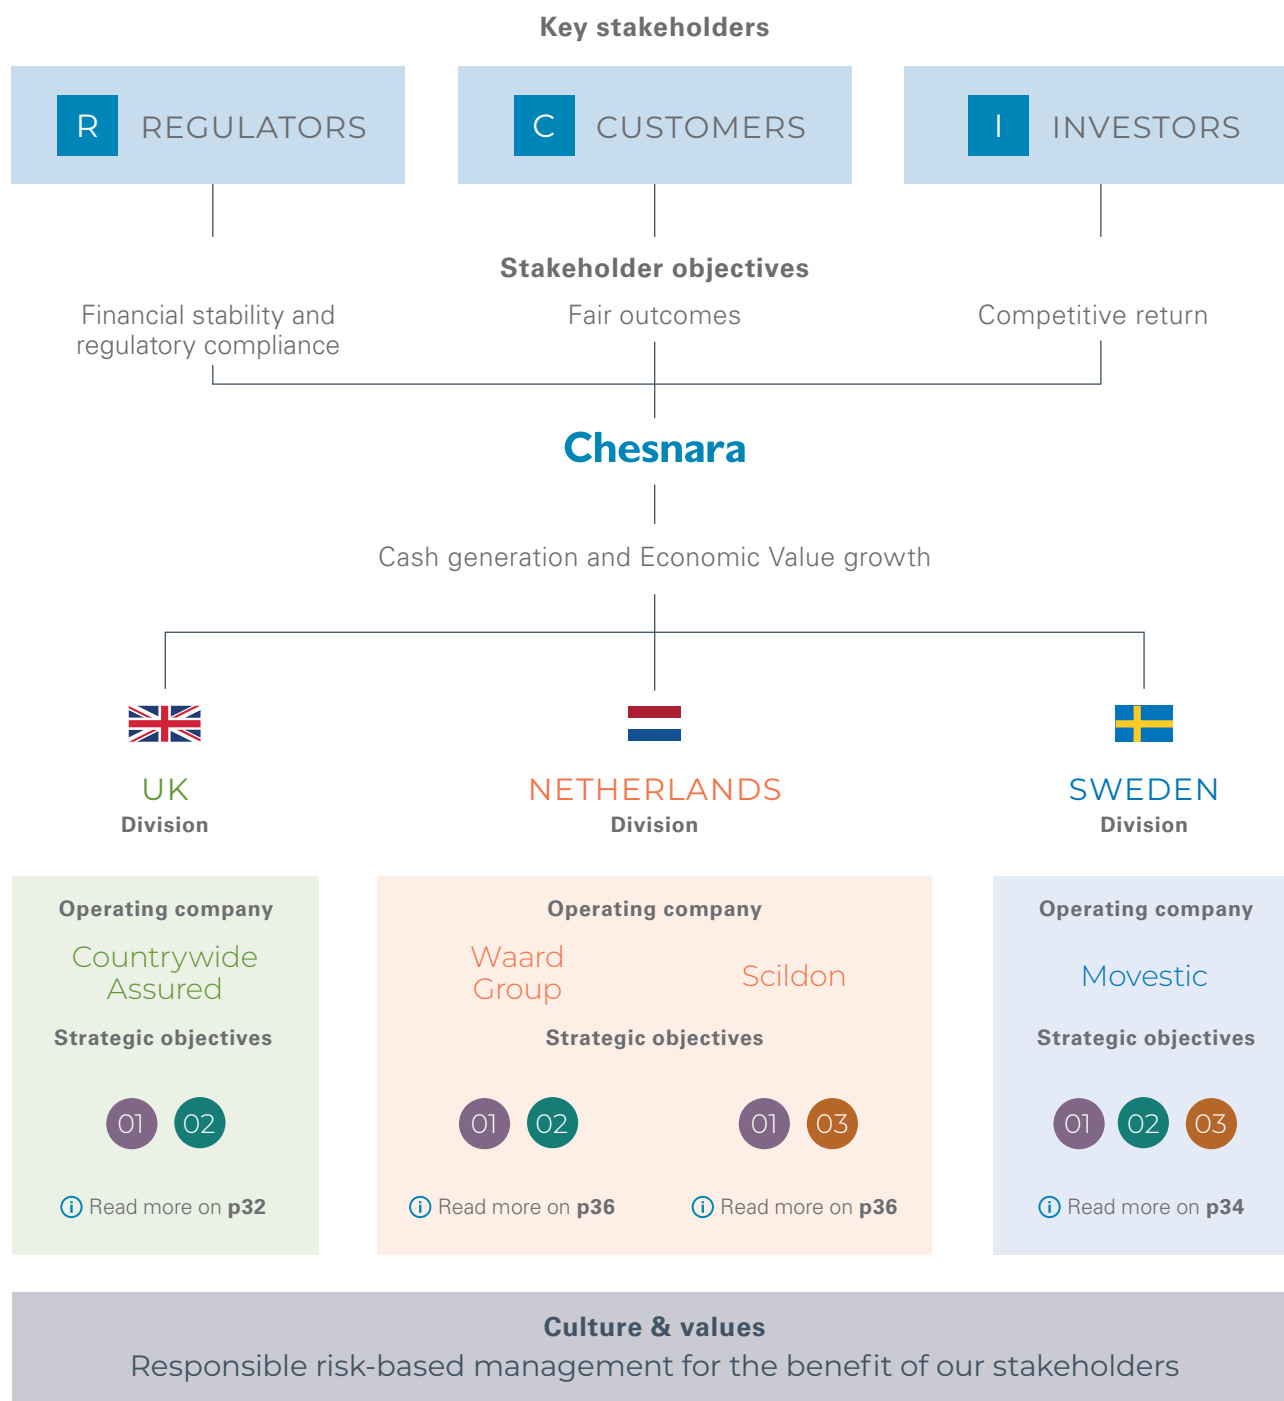 Key stakeholders
R REGULATORS
C CUSTOMERS
I INVESTORS
Stakeholder objectives
Financial stability and
regulatory compliance
Fair outcomes
Competitive return
Chesnara
Cash generation and Economic Value growth
UK
Division
NETHERLANDS
Division
SWEDEN
Division
Operating company
Countrywide
Assured
Strategic objectives
01 02
i Read more on p32
Operating company
Waard
Group
Scildon
Strategic objectives
01 02
01 03
i Read more on p36
i Read more on p36
Operating company
Movestic
Strategic objectives
01 02 03
i Read more on p34
Culture & values
Responsible risk-based management for the benefit of our stakeholders